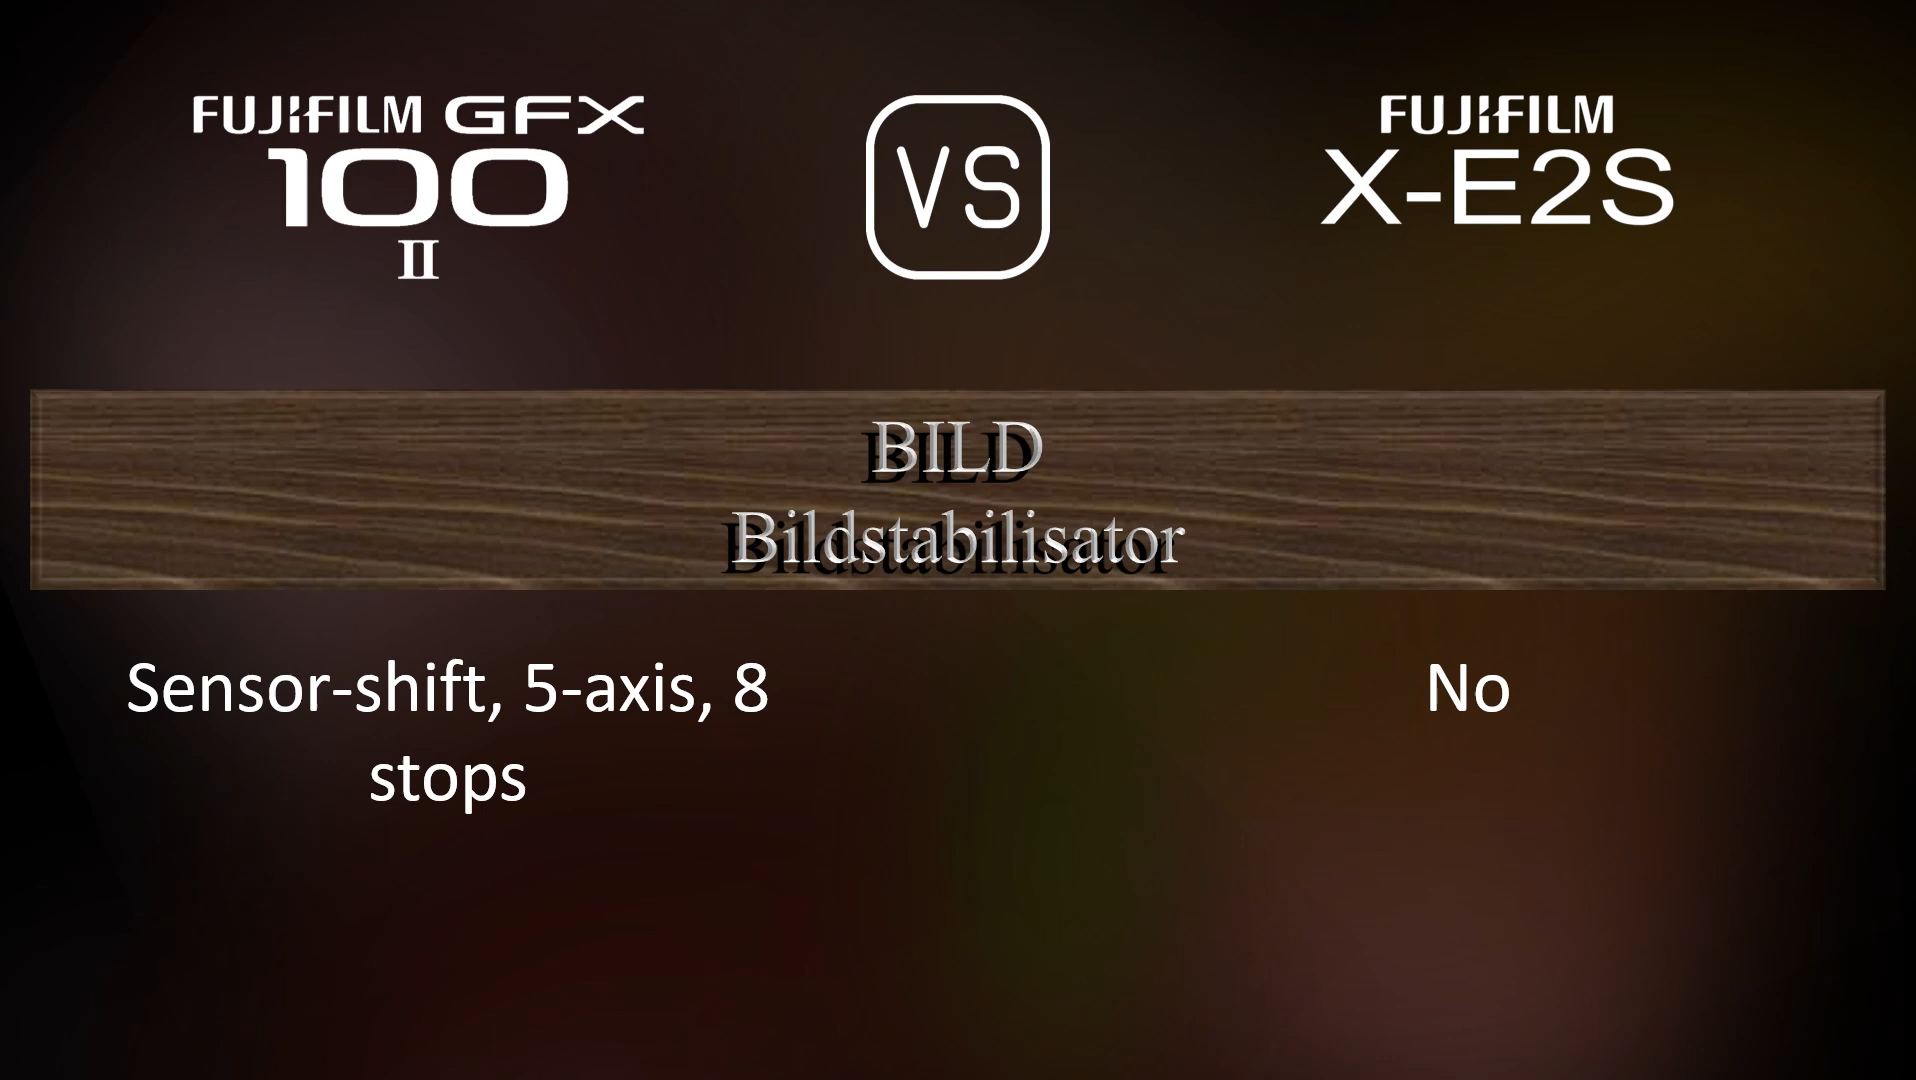 FUJIFILM GFX
100
II
VS
FUJIFILM
X-E2S
BILD
Bildstabilisator
Sensor-shift, 5-axis, 8
stops
No